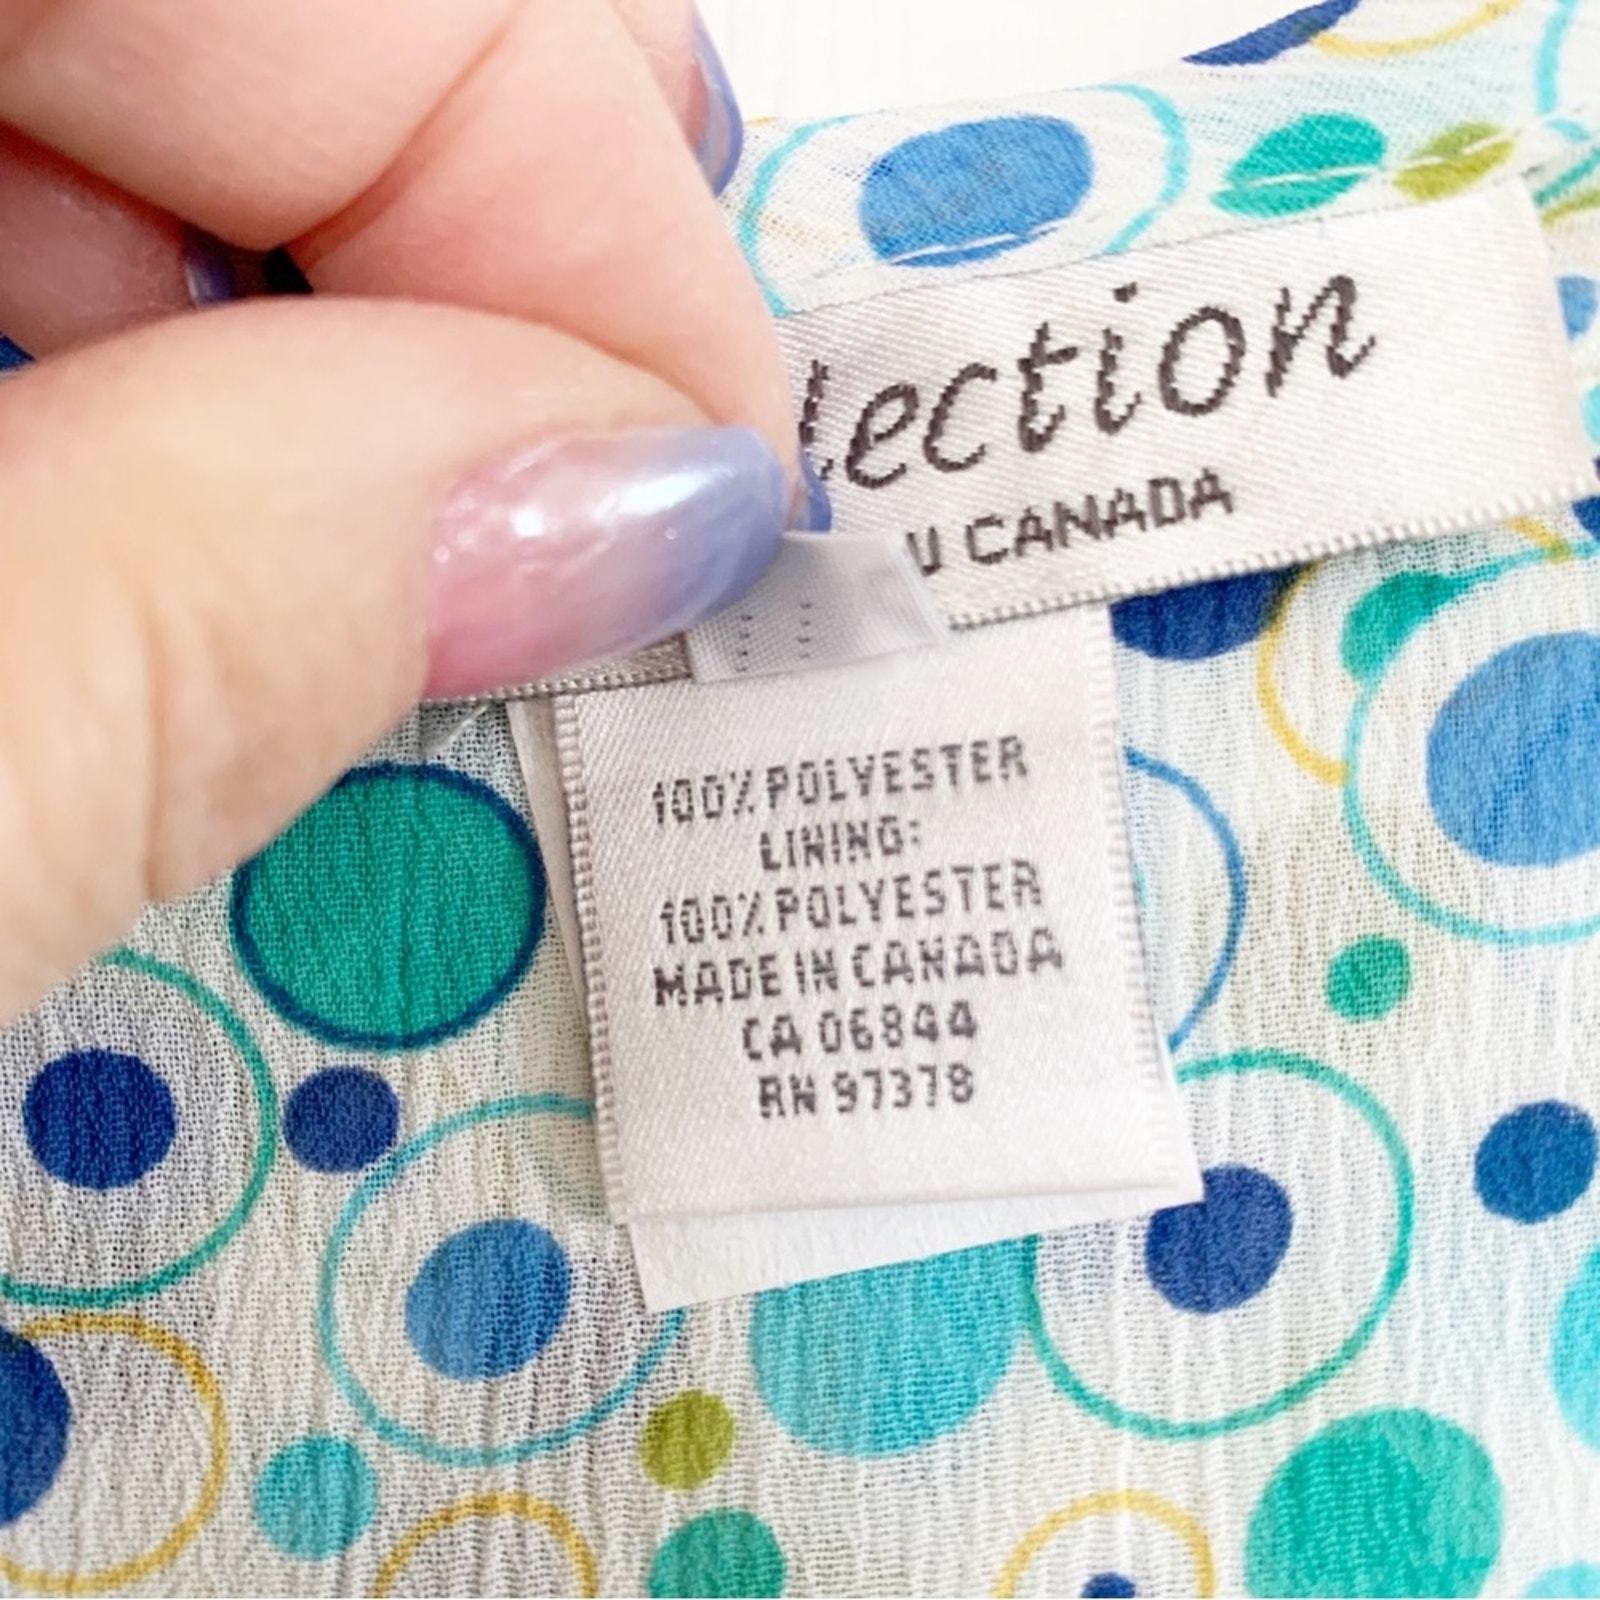 lection
U CANADA
100% POLYESTER
LINING:
100% POLYESTER
MADE IN CANADA
CA 06844
RN 97378